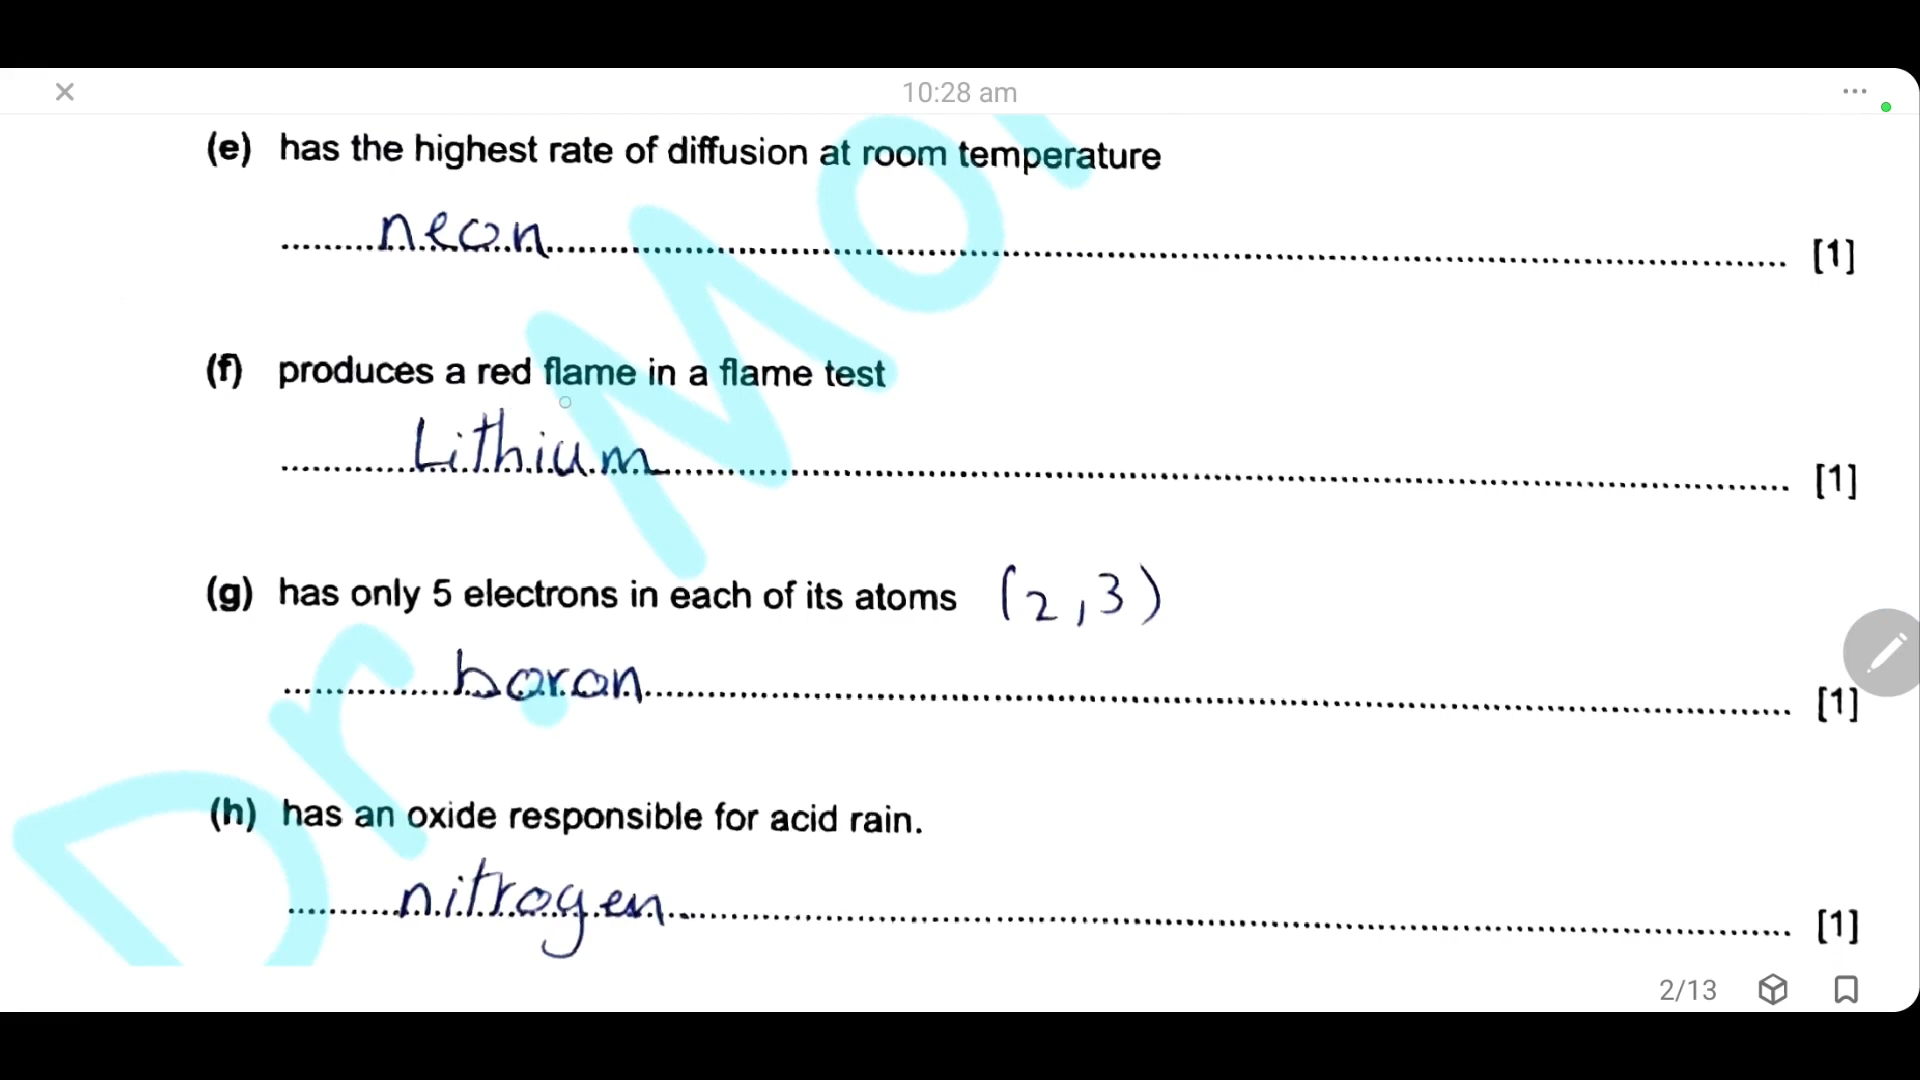 10:28 am
(e) has the highest rate of diffusion at room temperature
neon [1]
(f) produces a red flame in a flame test
Lithium [1]
(g) has only 5 electrons in each of its atoms (2,3)
boron [1]
(h) has an oxide responsible for acid rain.
nitrogen [1]
Dr. Mo
2/13